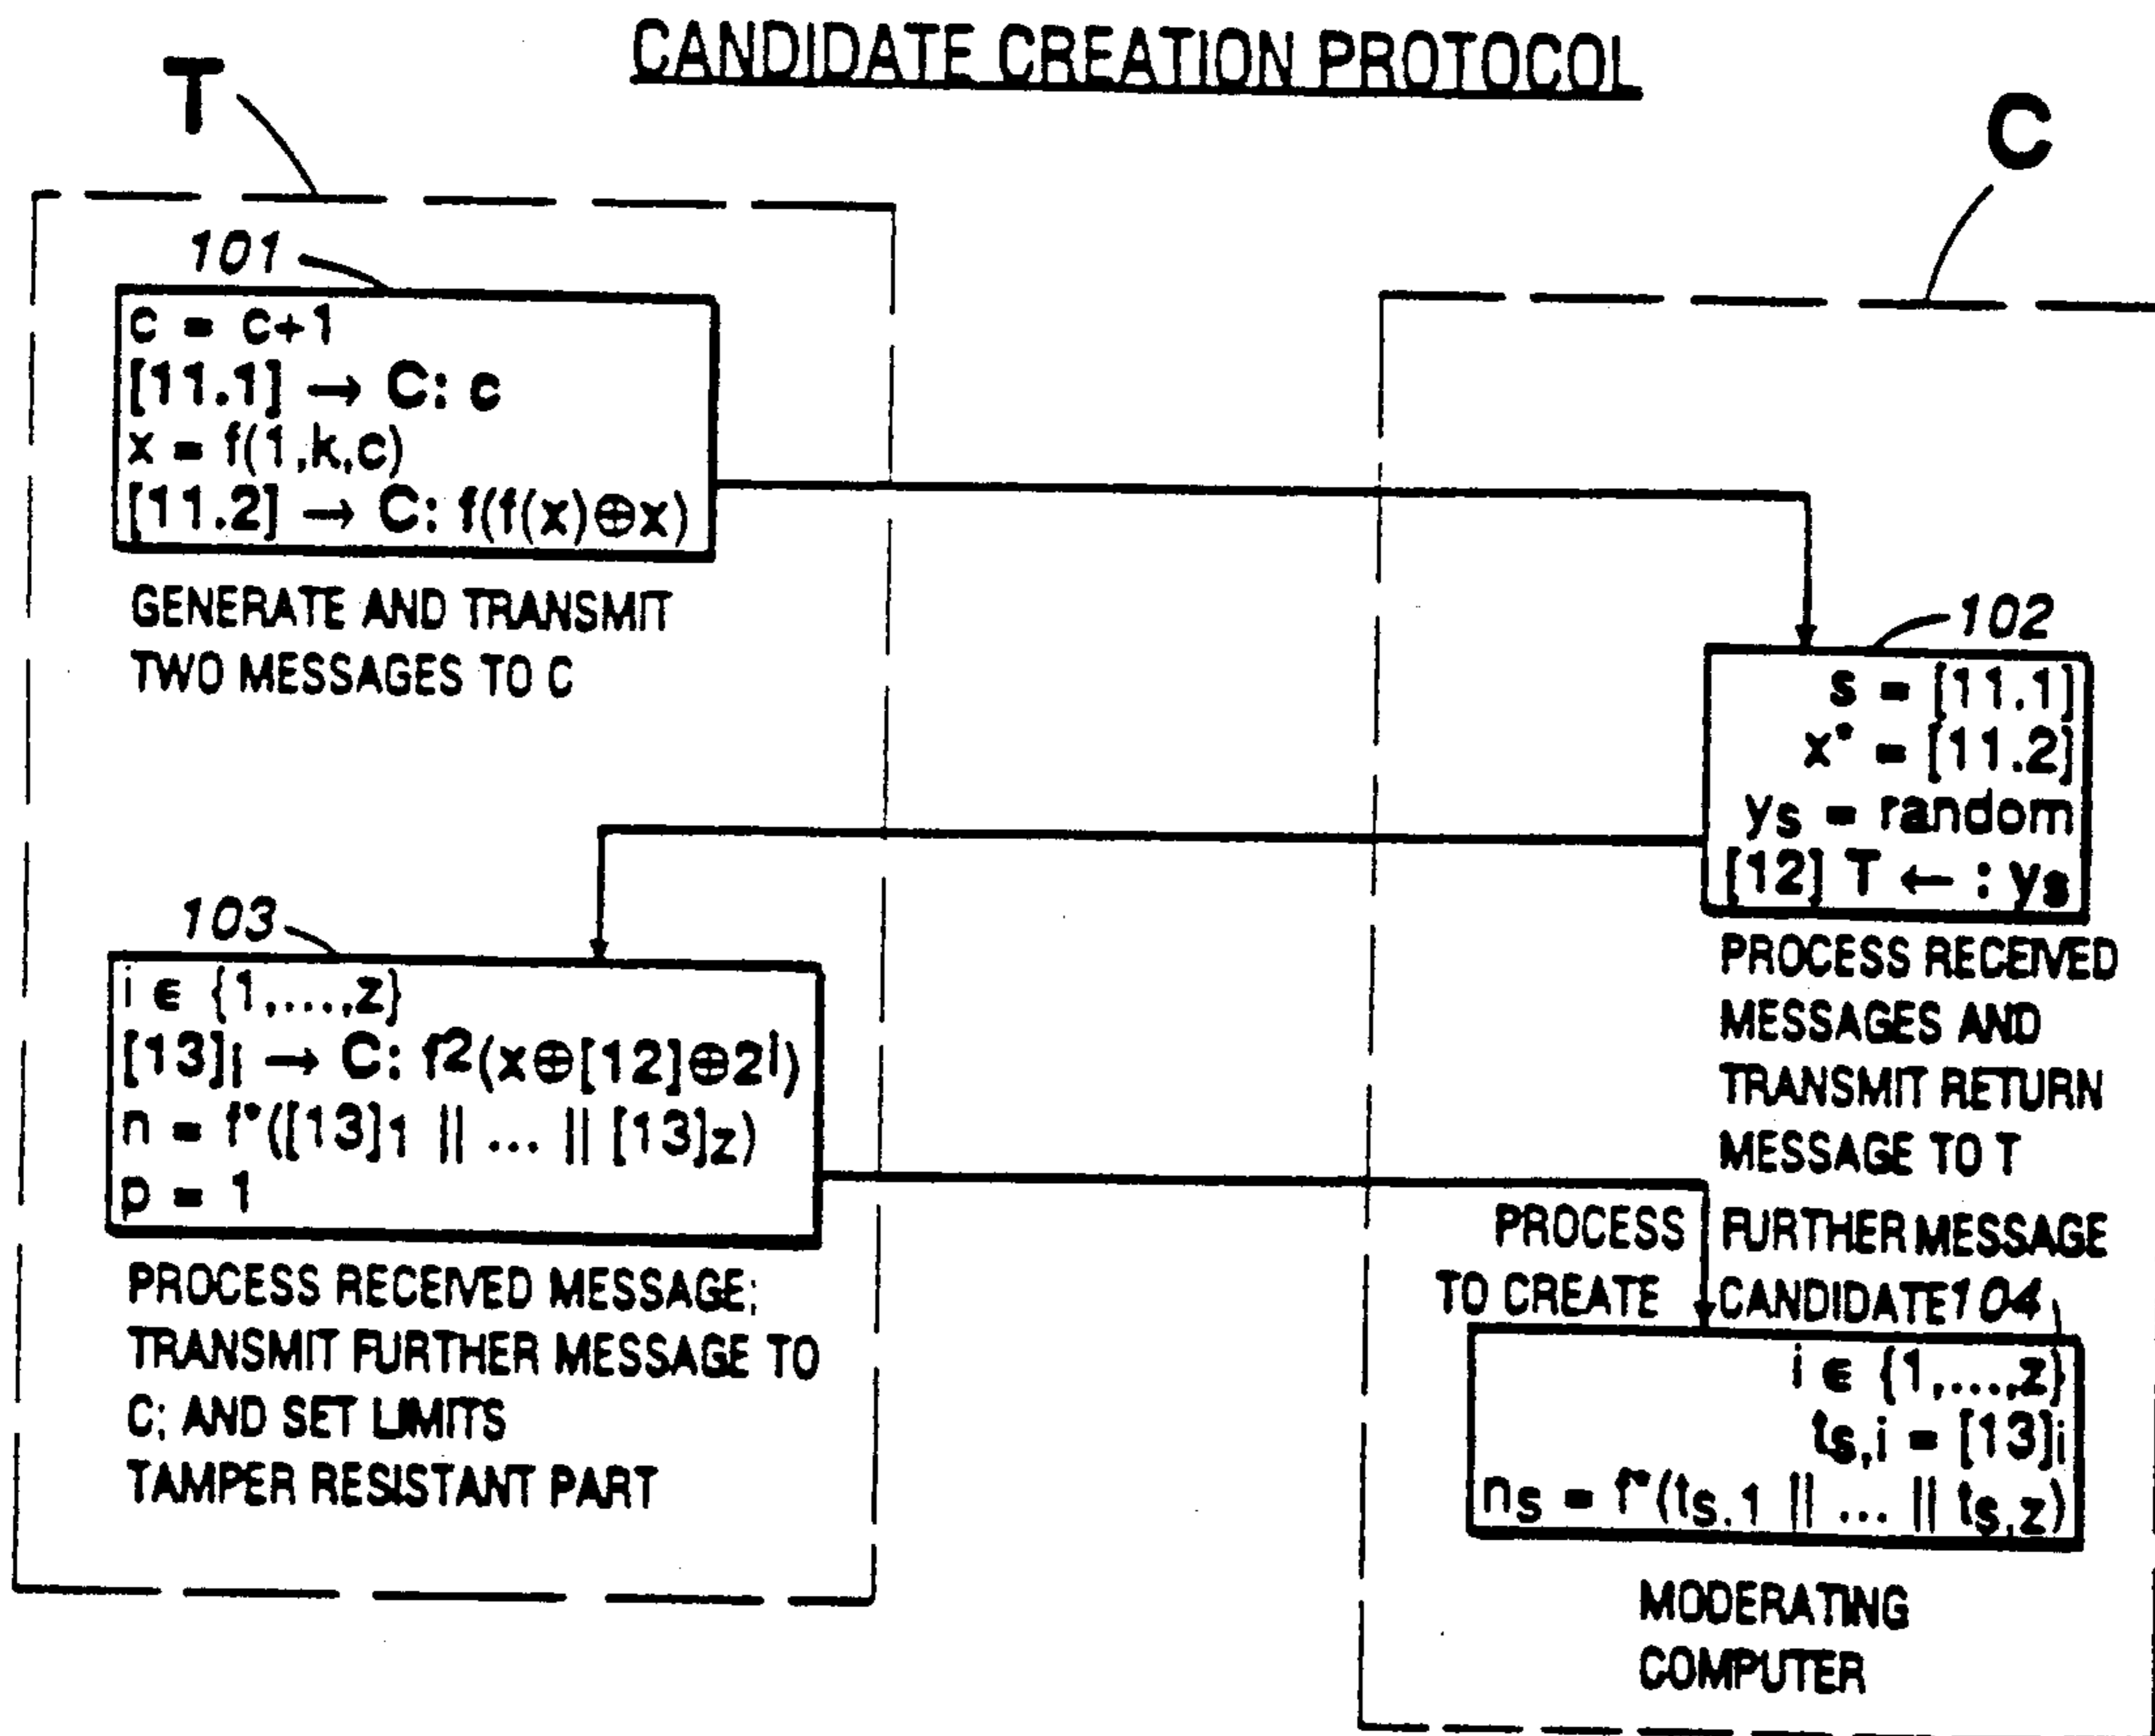 CANDIDATE CREATION PROTOCOL
T
C
101
c = c+1
[11.1] → C: c
x = f(1,k,c)
[11.2] → C: f(f(x)⊕x)
GENERATE AND TRANSMIT
TWO MESSAGES TO C
102
s = [11.1]
x* = [11.2]
ys = random
[12] T ← : ys
PROCESS RECEIVED
MESSAGES AND
TRANSMIT RETURN
MESSAGE TO T
103
i ∈ {1,...,z}
[13]i → C: f2(x⊕[12]⊕2^i)
n = f*([13]1 || ... || [13]z)
p = 1
PROCESS RECEIVED MESSAGE;
TRANSMIT FURTHER MESSAGE TO
C; AND SET LIMITS
TAMPER RESISTANT PART
PROCESS FURTHER MESSAGE
TO CREATE CANDIDATE 104
i ∈ {1,...,z}
ts,i = [13]i
ns = f*(ts,1 || ... || ts,z)
MODERATING
COMPUTER